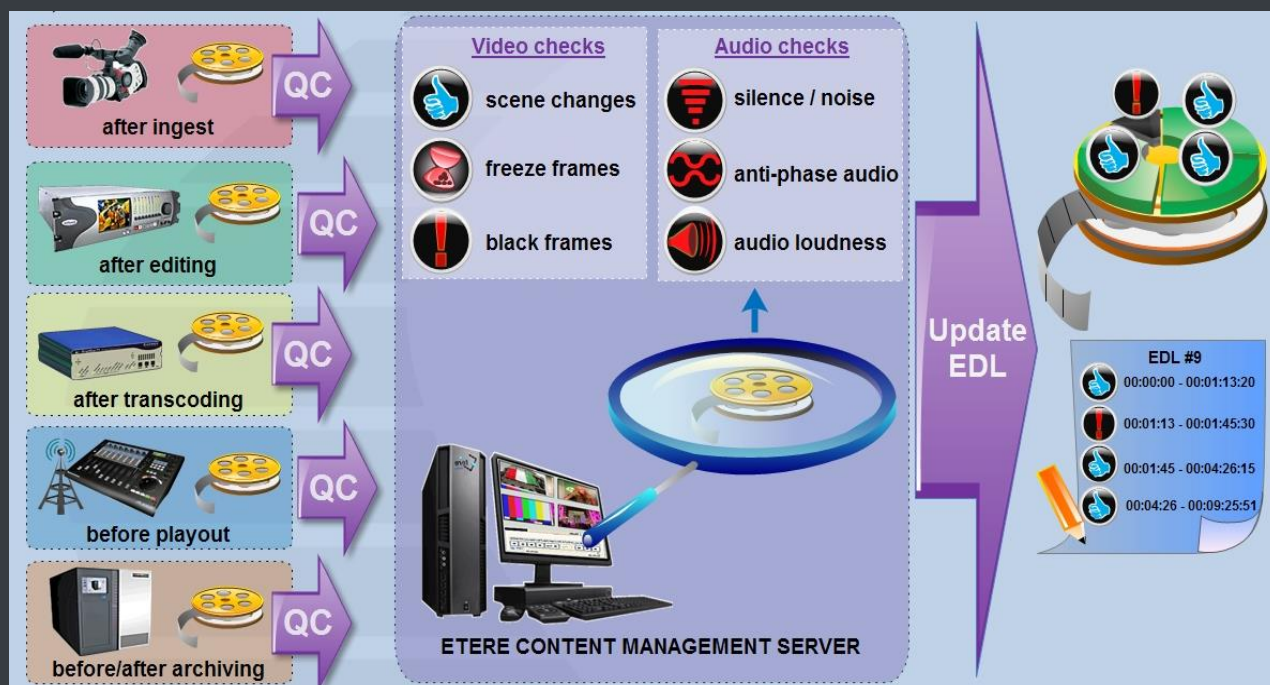 after ingest
QC
after editing
QC
after transcoding
QC
before playout
QC
before/after archiving
QC
Video checks
scene changes
freeze frames
black frames
Audio checks
silence / noise
anti-phase audio
audio loudness
ETERE CONTENT MANAGEMENT SERVER
Update
EDL
EDL #9
00:00:00 - 00:01:13:20
00:01:13 - 00:01:45:30
00:01:45 - 00:04:26:15
00:04:26 - 00:09:25:51